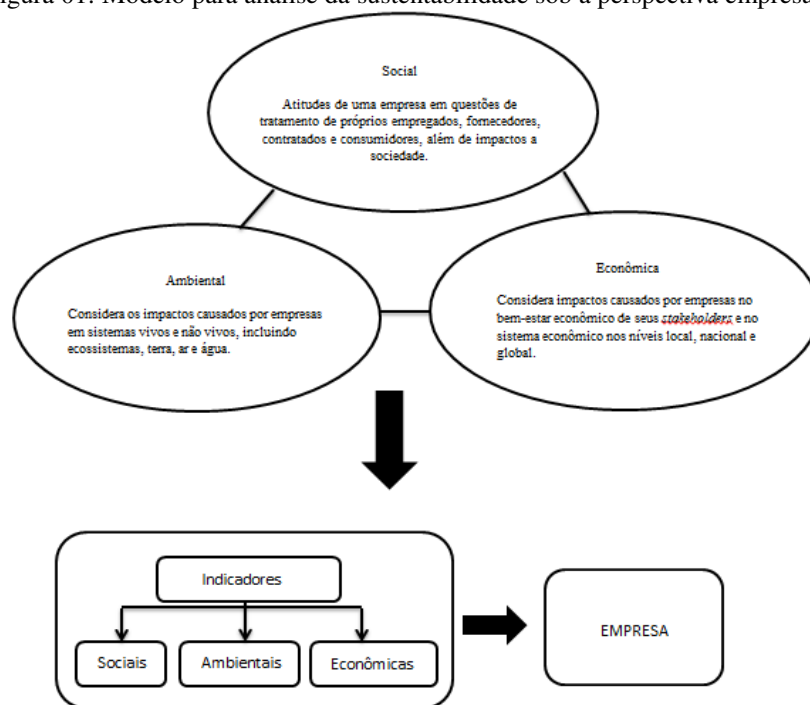 igura 01: Modelo para análise da sustentabilidade sob a perspectiva empresa
Social
Atitudes de uma empresa em questões de
tratamento de próprios empregados, fornecedores,
contratados e consumidores, além de impactos a
sociedade.
Ambiental
Considera os impactos causados por empresas
em sistemas vivos e não vivos, incluindo
ecossistemas, terra, ar e água.
Econômica
Considera impactos causados por empresas no
bem-estar econômico de seus stakeholders e no
sistema econômico nos níveis local, nacional e
global.
Indicadores
Sociais
Ambientais
Econômicas
EMPRESA